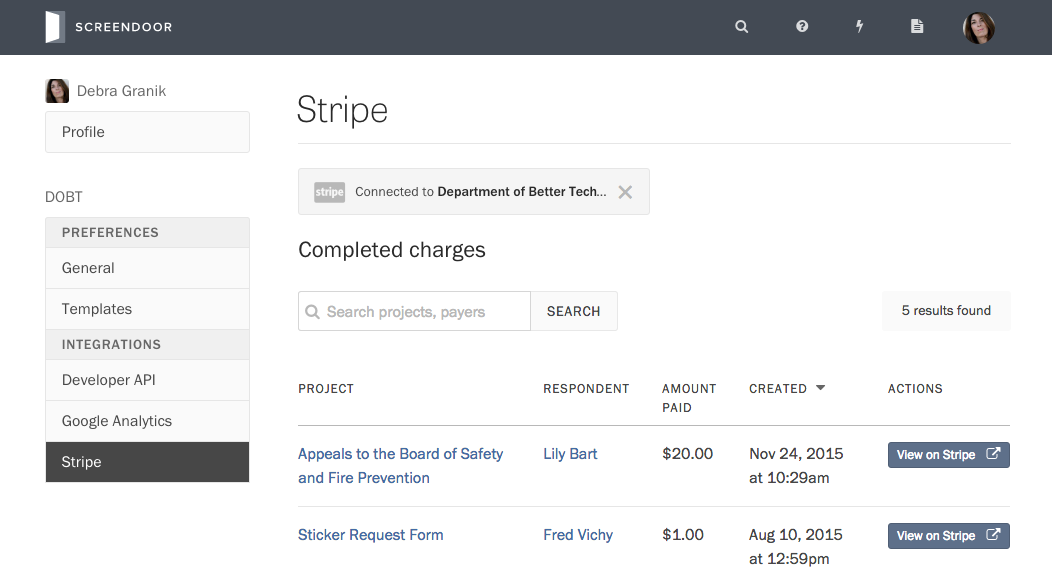 SCREENDOOR
Debra Granik
Profile
DOBT
PREFERENCES
General
Templates
INTEGRATIONS
Developer API
Google Analytics
Stripe
Stripe
stripe Connected to Department of Better Tech...
Completed charges
Search projects, payers SEARCH 5 results found
PROJECT RESPONDENT AMOUNT PAID CREATED ACTIONS
Appeals to the Board of Safety and Fire Prevention Lily Bart $20.00 Nov 24, 2015 at 10:29am View on Stripe
Sticker Request Form Fred Vichy $1.00 Aug 10, 2015 at 12:59pm View on Stripe